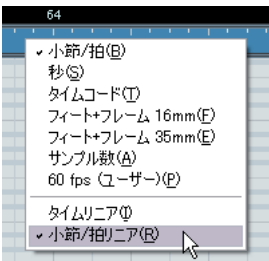 64
✓ 小節/拍(B)
秒(S)
タイムコード(T)
フィート+フレーム 16mm(F)
フィート+フレーム 35mm(E)
サンプル数(A)
60 fps (ユーザー)(P)
タイムリニア(I)
✓ 小節/拍リニア(R)